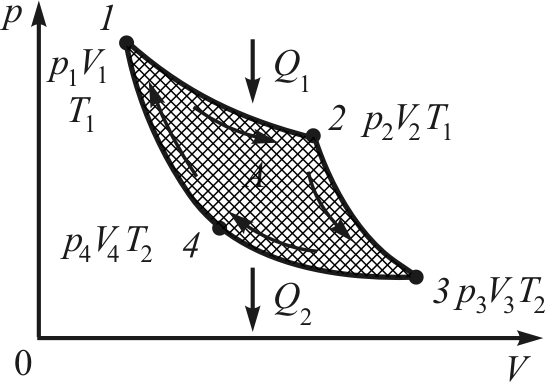 p
1
p₁V₁
T₁
Q₁
2 p₂V₂T₁
A
p₄V₄T₂ 4
Q₂
3 p₃V₃T₂
0
V